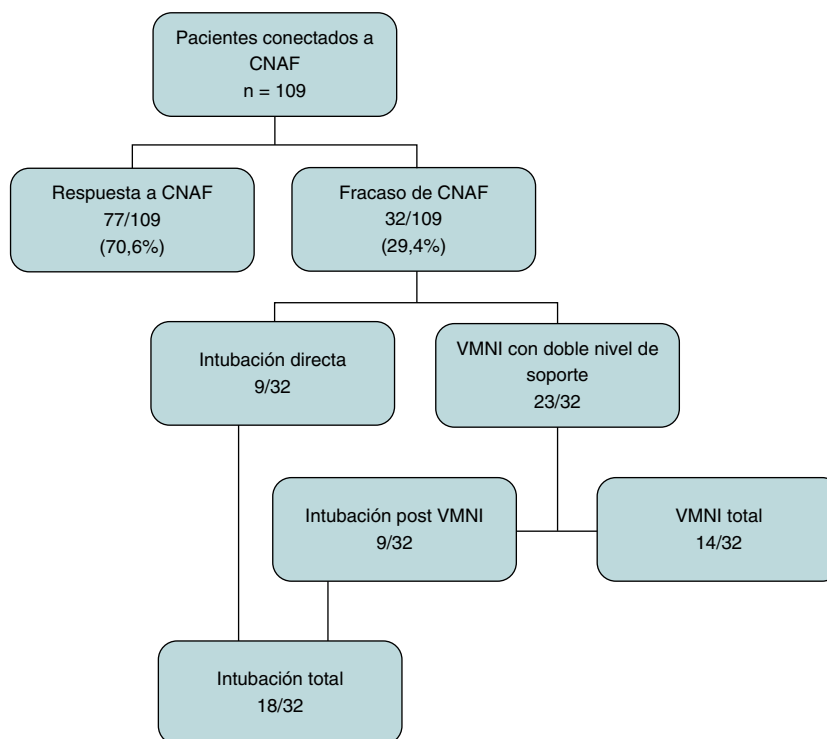 Pacientes conectados a
CNAF
n = 109
Respuesta a CNAF
77/109
(70,6%)
Fracaso de CNAF
32/109
(29,4%)
Intubación directa
9/32
VMNI con doble nivel de
soporte
23/32
Intubación post VMNI
9/32
VMNI total
14/32
Intubación total
18/32